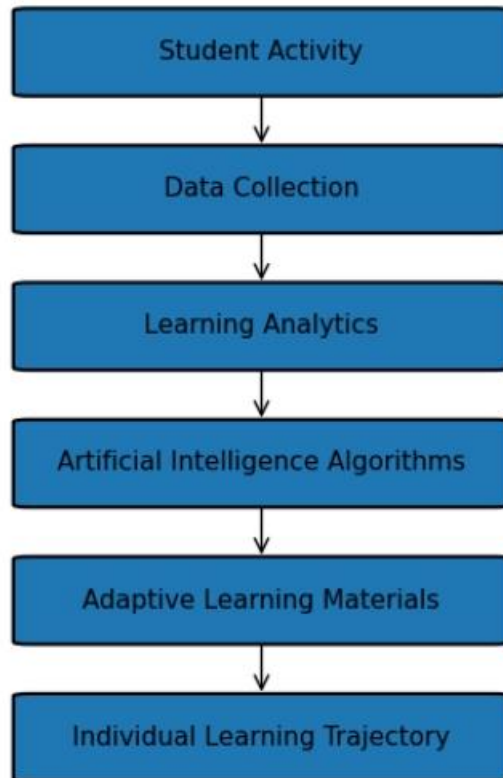 Student Activity
Data Collection
Learning Analytics
Artificial Intelligence Algorithms
Adaptive Learning Materials
Individual Learning Trajectory